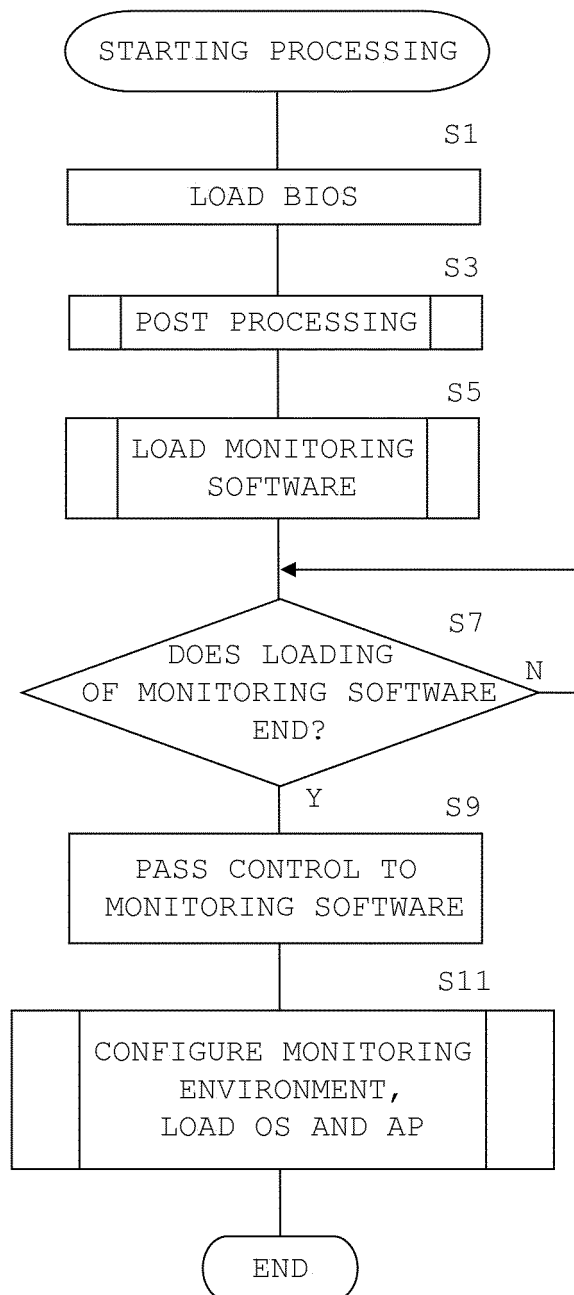 STARTING PROCESSING
S1
LOAD BIOS
S3
POST PROCESSING
S5
LOAD MONITORING
SOFTWARE
S7
DOES LOADING
OF MONITORING SOFTWARE
END?
N
Y
S9
PASS CONTROL TO
MONITORING SOFTWARE
S11
CONFIGURE MONITORING
ENVIRONMENT,
LOAD OS AND AP
END